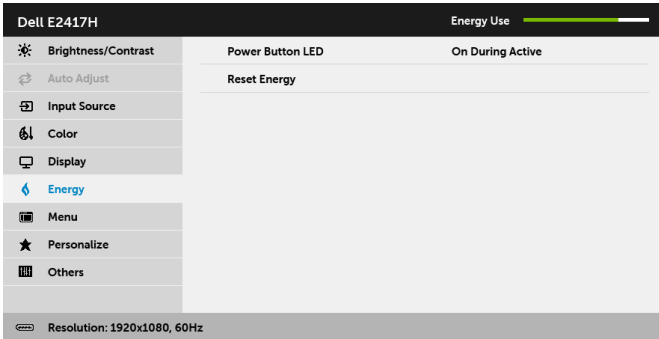 Dell E2417H Energy Use
Brightness/Contrast Power Button LED On During Active
Auto Adjust Reset Energy
Input Source
Color
Display
Energy
Menu
Personalize
Others
Resolution: 1920x1080, 60Hz